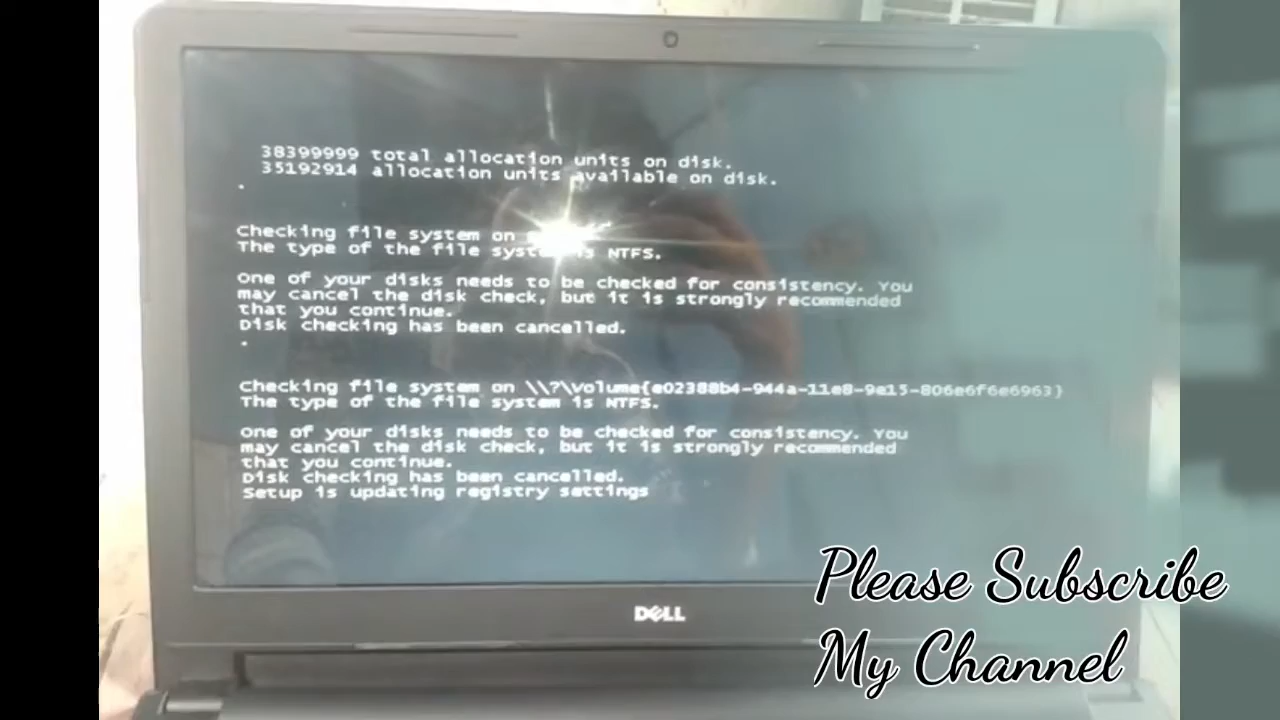 38399999 total allocation units on disk.
35192914 allocation units available on disk.
.
Checking file system on
The type of the file system is NTFS.
One of your disks needs to be checked for consistency. You
may cancel the disk check, but it is strongly recommended
that you continue.
Disk checking has been cancelled.
.
Checking file system on \\?\Volume{e02388b4-944a-11e8-9e15-806e6f6e6963}
The type of the file system is NTFS.
One of your disks needs to be checked for consistency. You
may cancel the disk check, but it is strongly recommended
that you continue.
Disk checking has been cancelled.
Setup is updating registry settings
DELL
Please Subscribe
My Channel